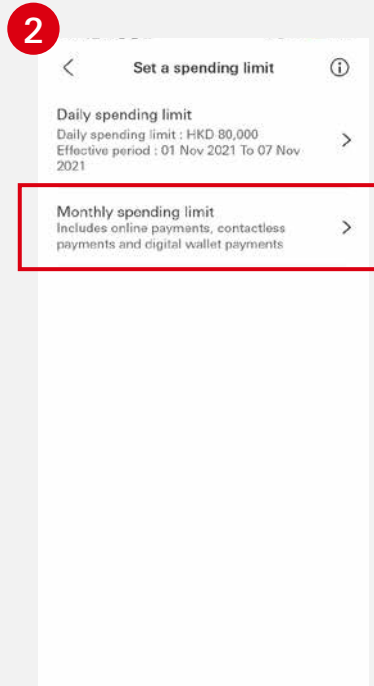 2
Set a spending limit
Daily spending limit
Daily spending limit : HKD 80,000
Effective period : 01 Nov 2021 To 07 Nov
2021
Monthly spending limit
Includes online payments, contactless
payments and digital wallet payments